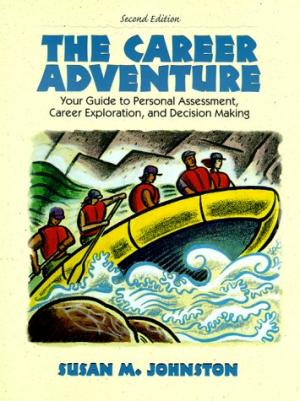 Second Edition
THE CAREER
ADVENTURE
Your Guide to Personal Assessment,
Career Exploration, and Decision Making
SUSAN M. JOHNSTON